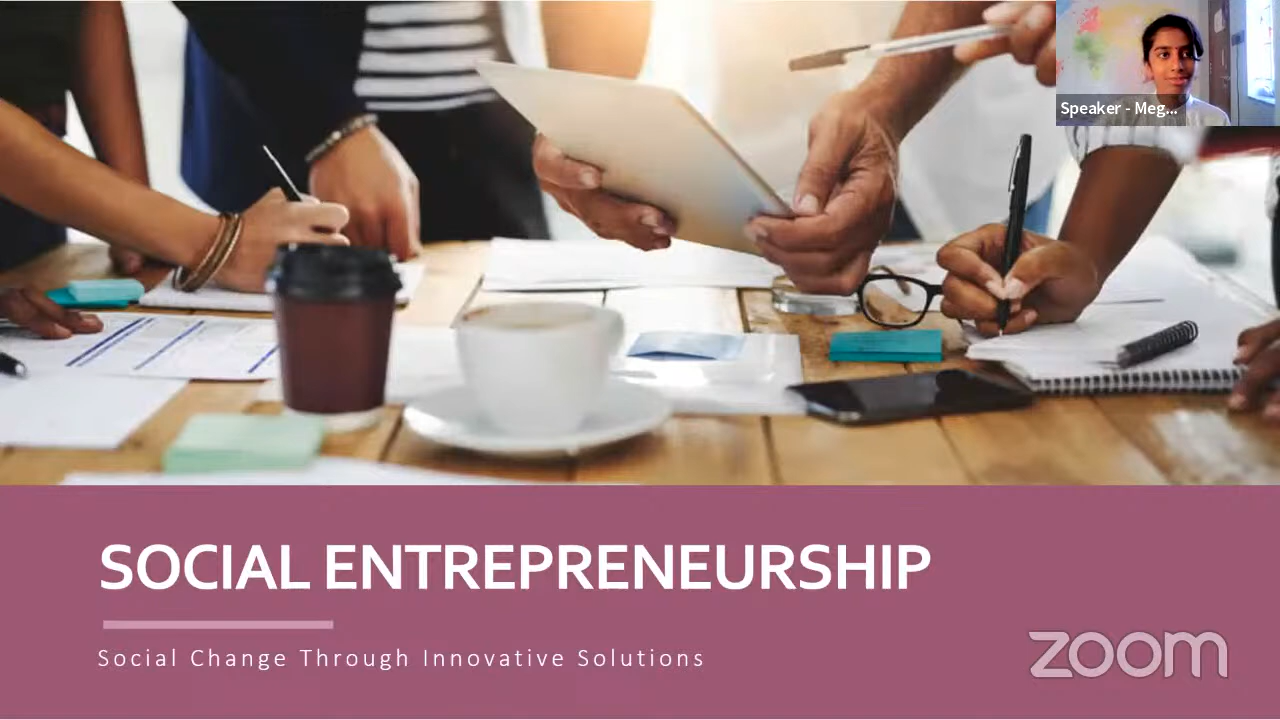 Speaker - Meg...
SOCIAL ENTREPRENEURSHIP
Social Change Through Innovative Solutions
zoom